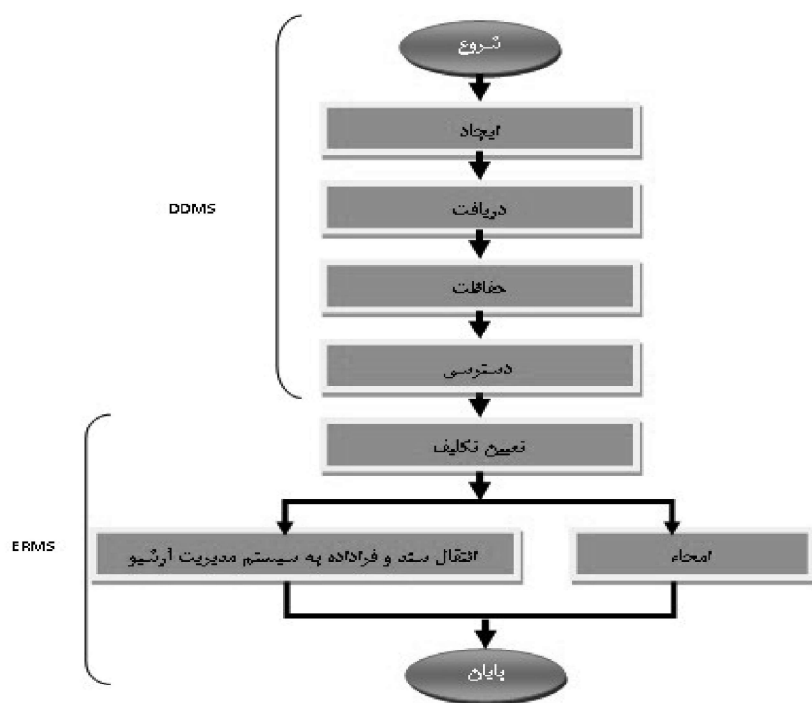 شروع
ایجاد
دریافت
DDMS
حفاظت
دسترسی
تعیین تکلیف
ERMS
انتقال سند و فراداده به سیستم مدیریت آرشیو
امحاء
پایان